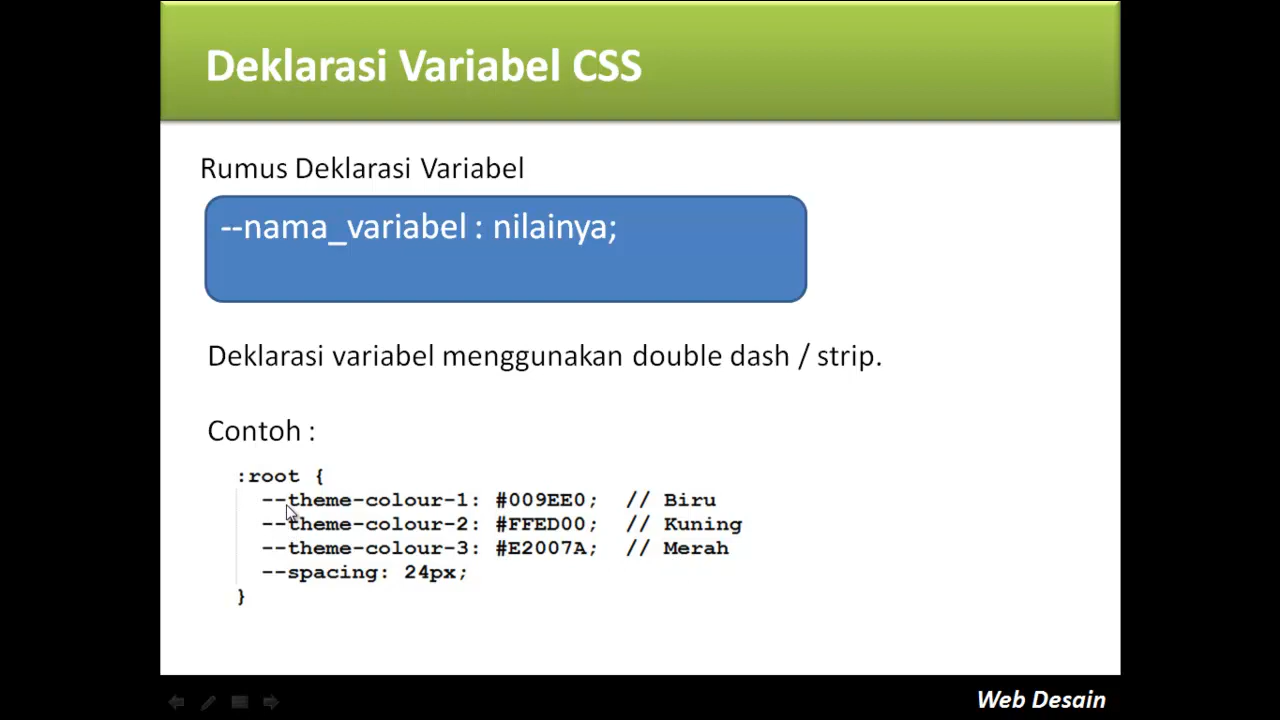 Deklarasi Variabel CSS
Rumus Deklarasi Variabel
--nama_variabel : nilainya;
Deklarasi variabel menggunakan double dash / strip.
Contoh :
:root {
--theme-colour-1: #009EE0; // Biru
--theme-colour-2: #FFED00; // Kuning
--theme-colour-3: #E2007A; // Merah
--spacing: 24px;
}
Web Desain